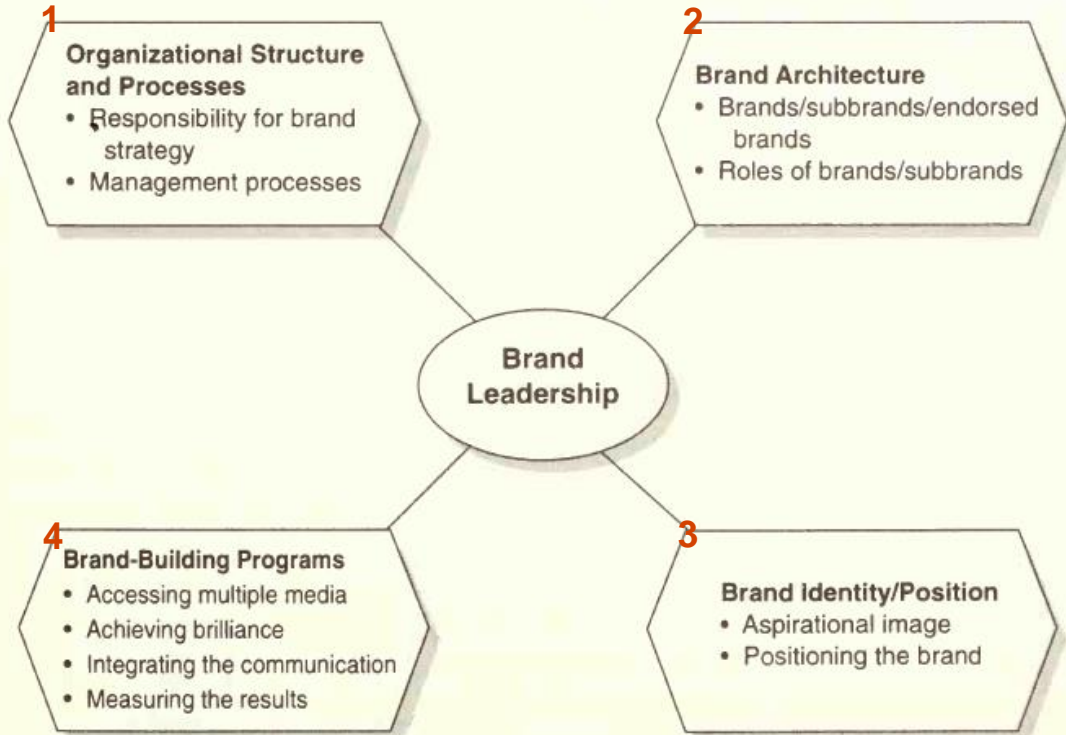 1
Organizational Structure
and Processes
• Responsibility for brand
strategy
• Management processes
2
Brand Architecture
• Brands/subbrands/endorsed
brands
• Roles of brands/subbrands
Brand
Leadership
4
Brand-Building Programs
• Accessing multiple media
• Achieving brilliance
• Integrating the communication
• Measuring the results
3
Brand Identity/Position
• Aspirational image
• Positioning the brand